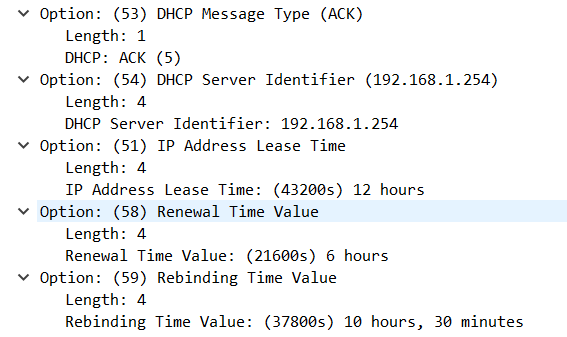 Option: (53) DHCP Message Type (ACK)
Length: 1
DHCP: ACK (5)
Option: (54) DHCP Server Identifier (192.168.1.254)
Length: 4
DHCP Server Identifier: 192.168.1.254
Option: (51) IP Address Lease Time
Length: 4
IP Address Lease Time: (43200s) 12 hours
Option: (58) Renewal Time Value
Length: 4
Renewal Time Value: (21600s) 6 hours
Option: (59) Rebinding Time Value
Length: 4
Rebinding Time Value: (37800s) 10 hours, 30 minutes